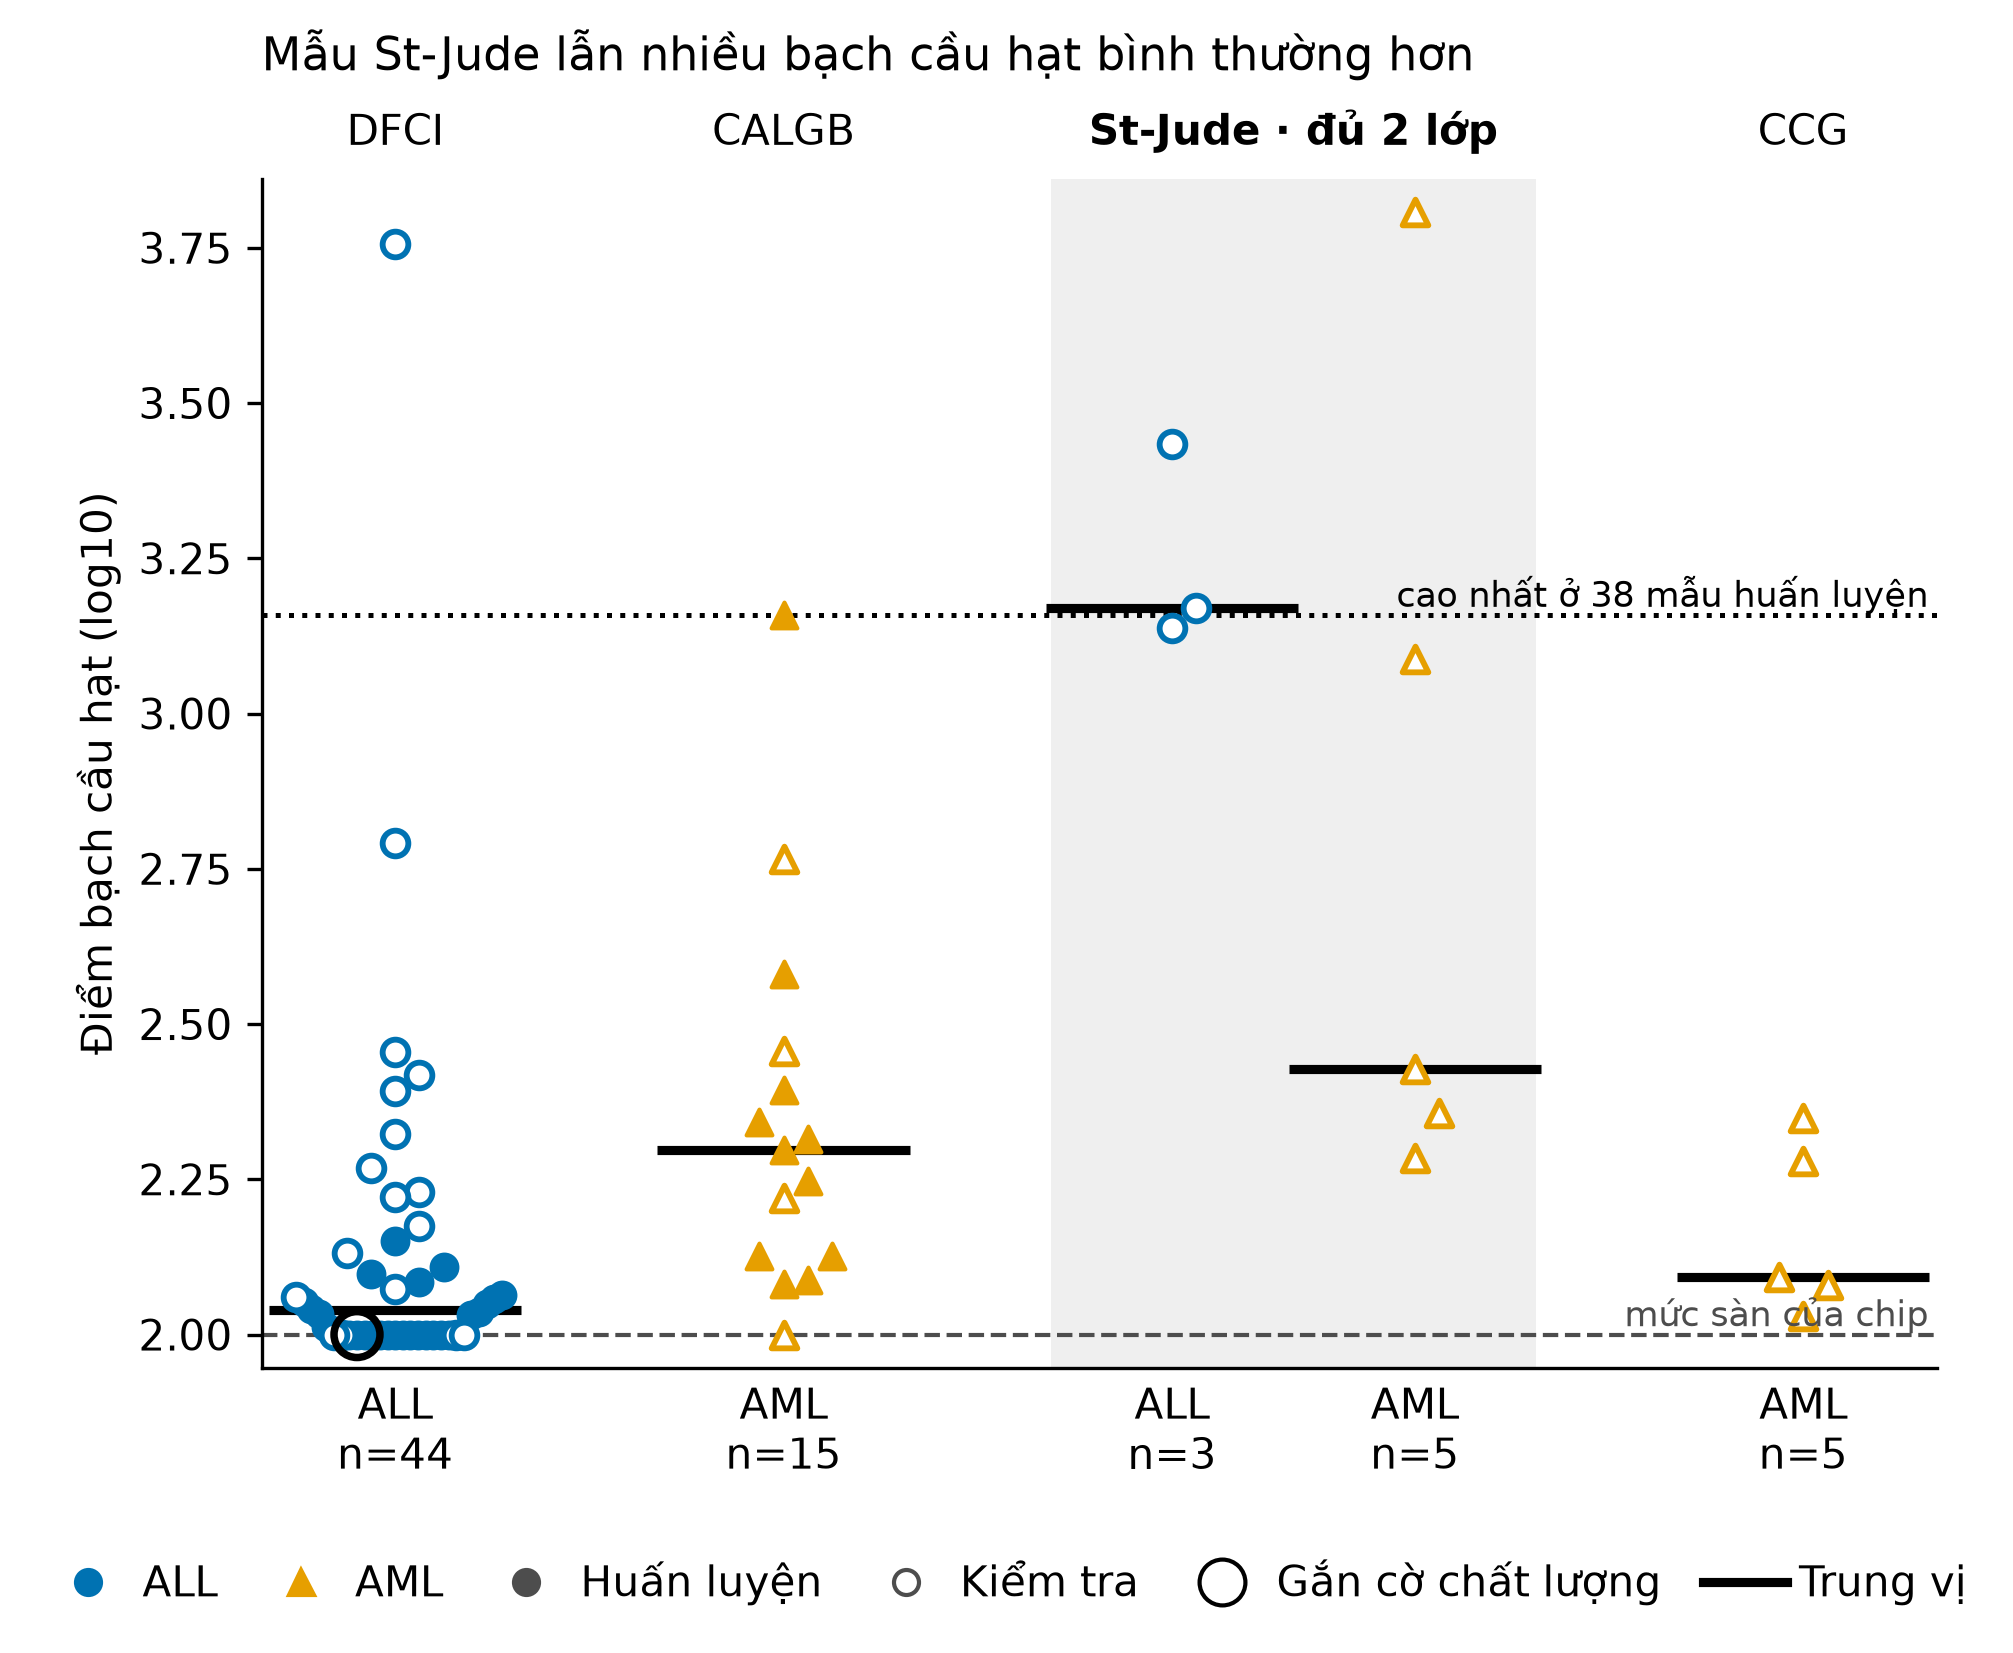 Mẫu St-Jude lẫn nhiều bạch cầu hạt bình thường hơn
DFCI
CALGB
St-Jude · đủ 2 lớp
CCG
Điểm bạch cầu hạt (log10)
3.75
3.50
3.25
3.00
2.75
2.50
2.25
2.00
cao nhất ở 38 mẫu huấn luyện
mức sàn của chip
ALL
n=44
AML
n=15
ALL
n=3
AML
n=5
AML
n=5
ALL
AML
Huấn luyện
Kiểm tra
Gắn cờ chất lượng
Trung vị